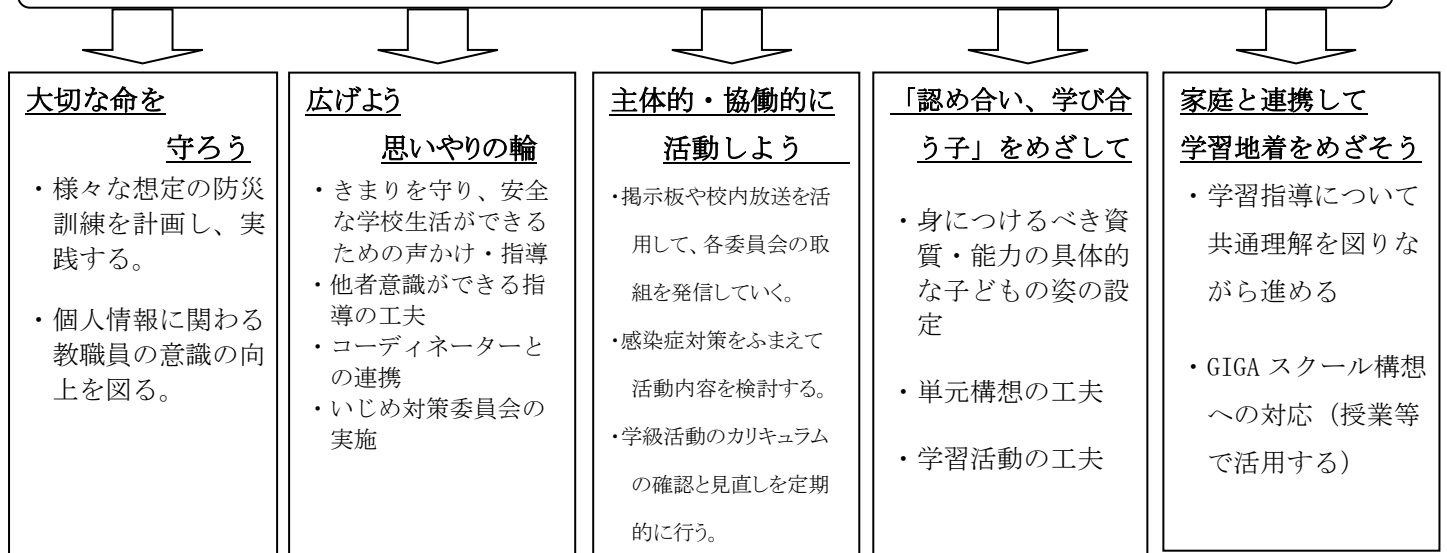 大切な命を
守ろう
・様々な想定の防災
訓練を計画し、実
践する。
・個人情報に関わる
教職員の意識の向
上を図る。
広げよう
思いやりの輪
・きまりを守り、安全
な学校生活ができる
ための声かけ・指導
・他者意識ができる指
導の工夫
・コーディネーターと
の連携
・いじめ対策委員会の
実施
主体的・協働的に
活動しよう
・掲示板や校内放送を活
用して、各委員会の取
組を発信していく。
・感染症対策をふまえて
活動内容を検討する。
・学級活動のカリキュラム
の確認と見直しを定期
的に行う。
「認め合い、学び合
う子」をめざして
・身につけるべき資
質・能力の具体的
な子どもの姿の設
定
・単元構想の工夫
・学習活動の工夫
家庭と連携して
学習地着をめざそう
・学習指導について
共通理解を図りな
がら進める
・GIGA スクール構想
への対応（授業等
で活用する）